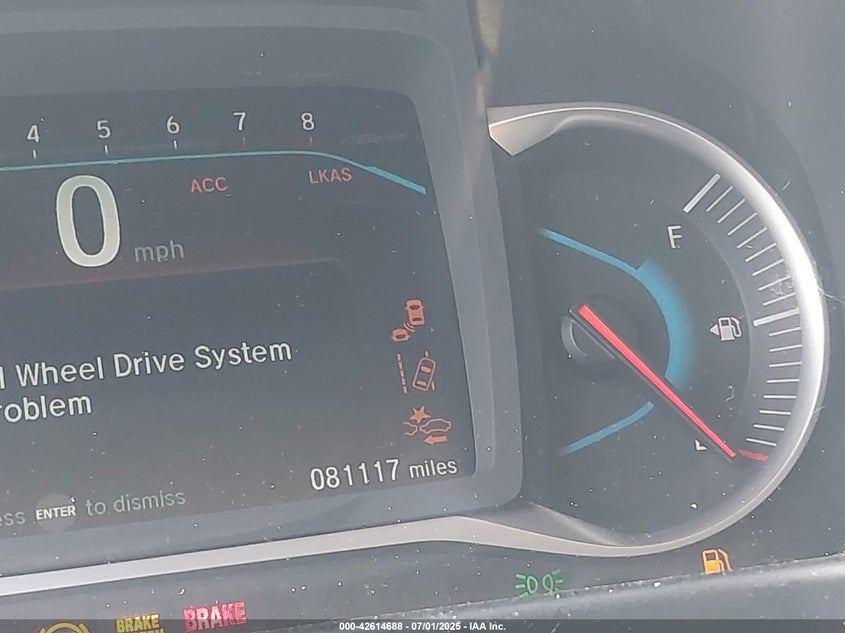 4 5 6 7 8
0 mph
ACC LKAS
F
l Wheel Drive System
roblem
081117 miles
ess ENTER to dismiss
BRAKE BRAKE
000-42614688 - 07/01/2025 - IAA Inc.